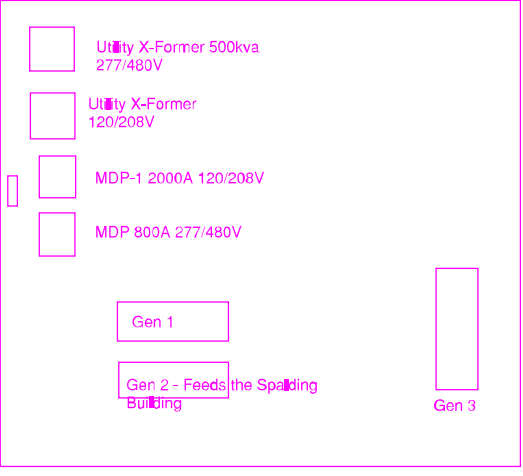 Utility X-Former 500kva
277/480V
Utility X-Former
120/208V
MDP-1 2000A 120/208V
MDP 800A 277/480V
Gen 1
Gen 2 - Feeds the Spalding
Building
Gen 3